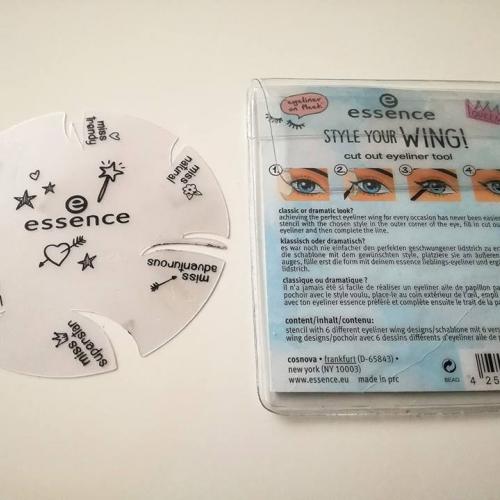 miss
trendy
miss
natural
essence
miss
adventurous
miss
superstar
eyeliner
on fleek
essence
STYLE YOUR WING!
cut out eyeliner tool
1.
2.
3.
4.
classic or dramatic look?
achieving the perfect eyeliner wing for every occasion has never been easier
stencil with the chosen style in the outer corner of the eye, fill in cut out
eyeliner and then complete the line.
klassisch oder dramatisch?
es war noch nie einfacher den perfekten geschwungener lidstrich zu
die schablone mit dem gewünschten style, platziere sie am äußeren
auges, fülle erst die form mit deinem essence lieblings-eyeliner und
lidstrich.
classique ou dramatique ?
il n'a jamais été si facile de réaliser un eyeliner aile de papillon
pochoir avec le style voulu, place-le au coin extérieur de l'œil,
avec ton eyeliner essence préféré et complète ensuite le trait de la
content/inhalt/contenu:
stencil with 6 different eyeliner wing designs/schablone mit 6
wing designs/pochoir avec 6 dessins différents d'eyeliner aile de
cosnova • frankfurt (D-65843) •
new york (NY 10003)
www.essence.eu made in prc
BEAG
4 25